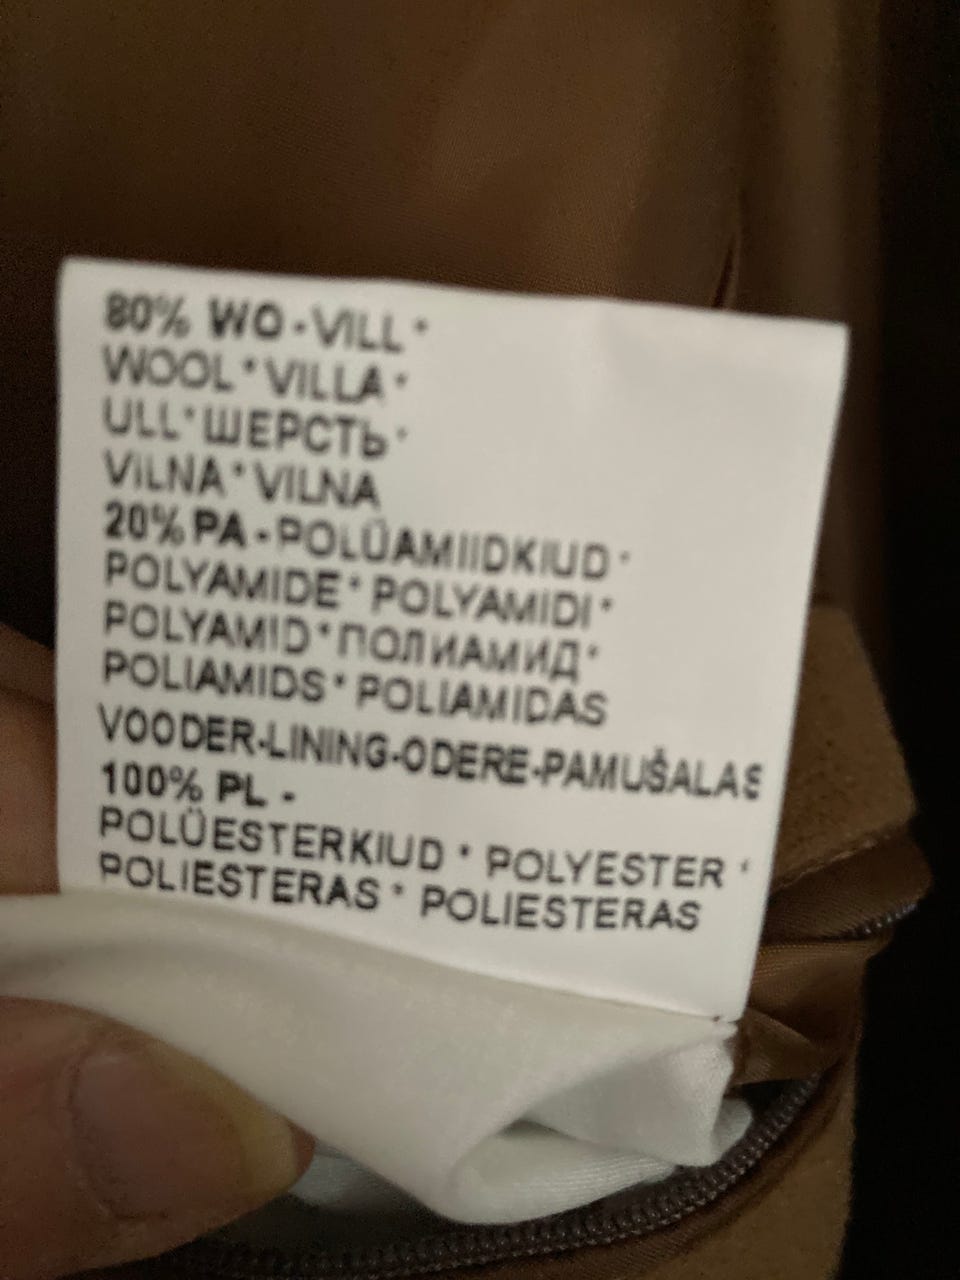 80% WO - VILL *
WOOL * VILLA *
ULL * ШЕРСТЬ *
VILNA * VILNA
20% PA - POLÜAMIIDKIUD *
POLYAMIDE * POLYAMIDI *
POLYAMID * ПОЛИАМИД *
POLIAMIDS * POLIAMIDAS
VOODER-LINING-ODERE-PAMUŠALAS
100% PL -
POLÜESTERKIUD * POLYESTER *
POLIESTERAS * POLIESTERAS